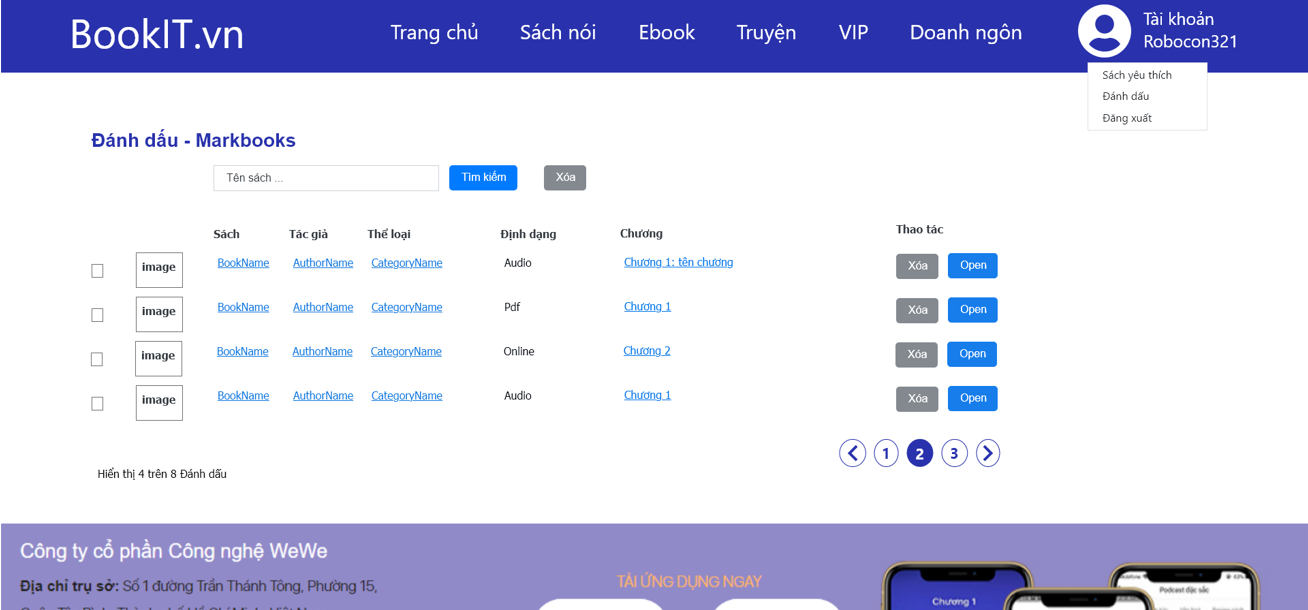 BookIT.vn
Trang chủ Sách nói Ebook Truyện VIP Doanh ngôn
Tài khoản
Robocon321
Sách yêu thích
Đánh dấu
Đăng xuất
Đánh dấu - Markbooks
Tên sách ... Tìm kiếm Xóa
Sách Tác giả Thể loại Định dạng Chương Thao tác
image BookName AuthorName CategoryName Audio Chương 1: tên chương Xóa Open
image BookName AuthorName CategoryName Pdf Chương 1 Xóa Open
image BookName AuthorName CategoryName Online Chương 2 Xóa Open
image BookName AuthorName CategoryName Audio Chương 1 Xóa Open
1 2 3
Hiển thị 4 trên 8 Đánh dấu
Công ty cổ phần Công nghệ WeWe
Địa chỉ trụ sở: Số 1 đường Trần Thánh Tông, Phường 15,
TẢI ỨNG DỤNG NGAY
Chương 1
Podcast đặc sắc